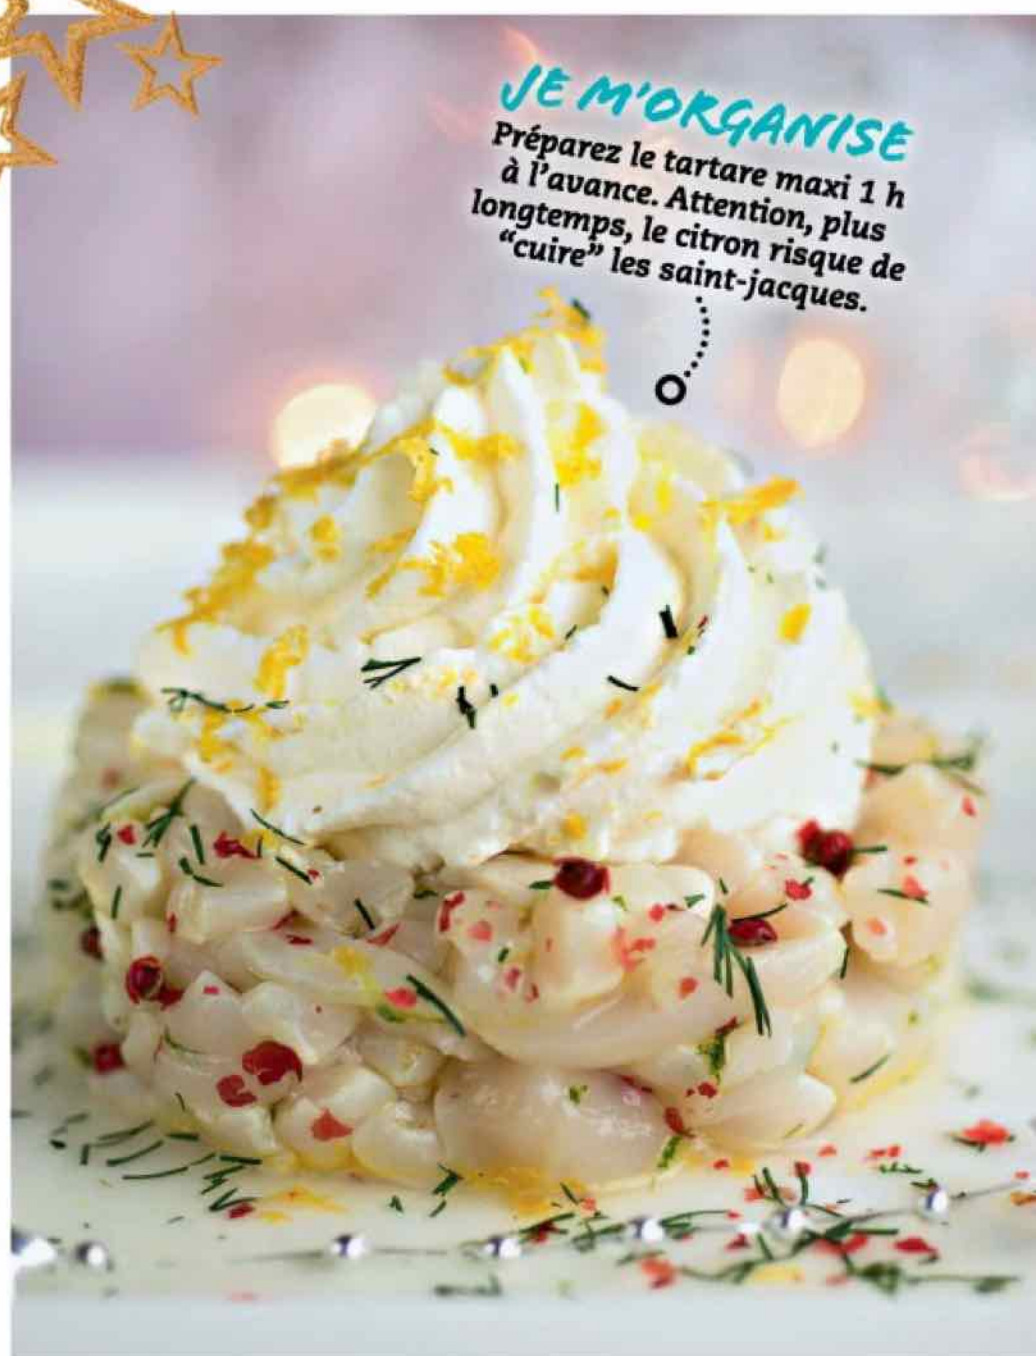 JE M'ORGANISE
Préparez le tartare maxi 1 h
à l'avance. Attention, plus
longtemps, le citron risque de
“cuire” les saint-jacques.